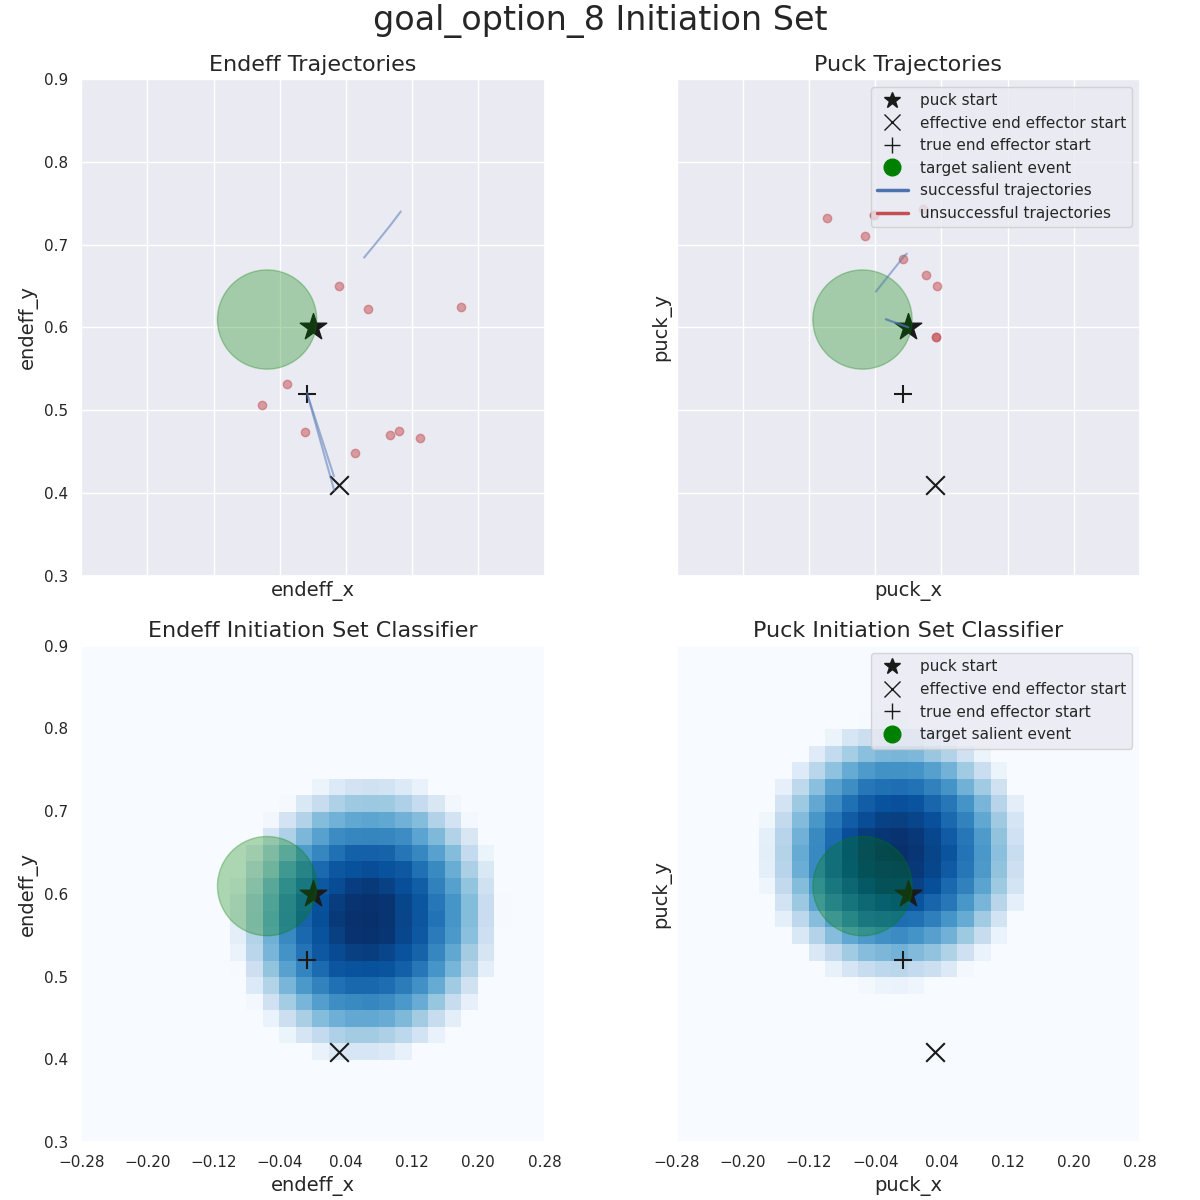 goal_option_8 Initiation Set
Endeff Trajectories
0.9
0.8
0.7
0.6
0.5
0.4
0.3
endeff_y
endeff_x
Puck Trajectories
puck start
effective end effector start
true end effector start
target salient event
successful trajectories
unsuccessful trajectories
puck_y
puck_x
Endeff Initiation Set Classifier
0.9
0.8
0.7
0.6
0.5
0.4
0.3
endeff_y
−0.28 −0.20 −0.12 −0.04 0.04 0.12 0.20 0.28
endeff_x
Puck Initiation Set Classifier
puck start
effective end effector start
true end effector start
target salient event
puck_y
−0.28 −0.20 −0.12 −0.04 0.04 0.12 0.20 0.28
puck_x